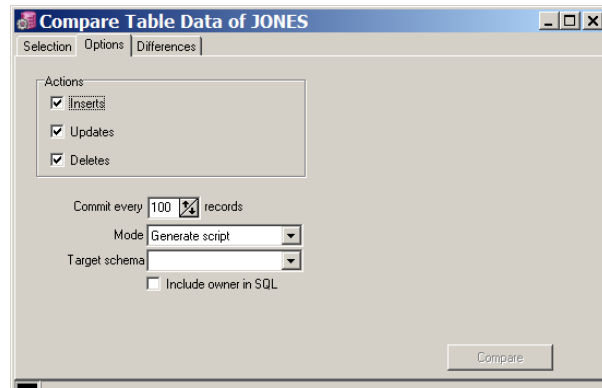 Compare Table Data of JONES
Selection Options Differences
Actions
Inserts
Updates
Deletes
Commit every 100 records
Mode Generate script
Target schema
Include owner in SQL
Compare